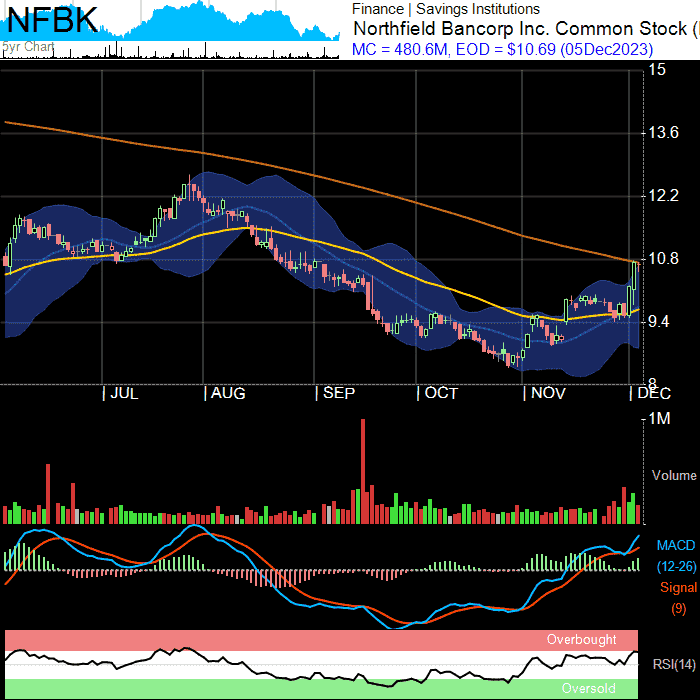 NFBK
5yr Chart
Finance | Savings Institutions
Northfield Bancorp Inc. Common Stock (
MC = 480.6M, EOD = $10.69 (05Dec2023)
15
13.6
12.2
10.8
9.4
8
JUL AUG SEP OCT NOV DEC
1M
Volume
MACD
(12-26)
Signal
(9)
Overbought
RSI(14)
Oversold